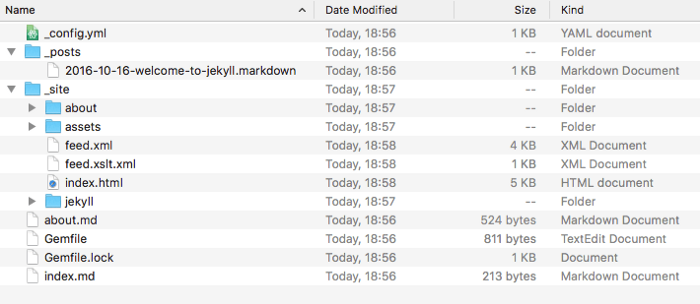 Name Date Modified Size Kind
_config.yml Today, 18:56 1 KB YAML document
_posts Today, 18:56 -- Folder
2016-10-16-welcome-to-jekyll.markdown Today, 18:56 1 KB Markdown Document
_site Today, 18:57 -- Folder
about Today, 18:57 -- Folder
assets Today, 18:57 -- Folder
feed.xml Today, 18:58 4 KB XML Document
feed.xslt.xml Today, 18:58 1 KB XML Document
index.html Today, 18:58 5 KB HTML document
jekyll Today, 18:57 -- Folder
about.md Today, 18:56 524 bytes Markdown Document
Gemfile Today, 18:56 811 bytes TextEdit Document
Gemfile.lock Today, 18:56 1 KB Document
index.md Today, 18:56 213 bytes Markdown Document